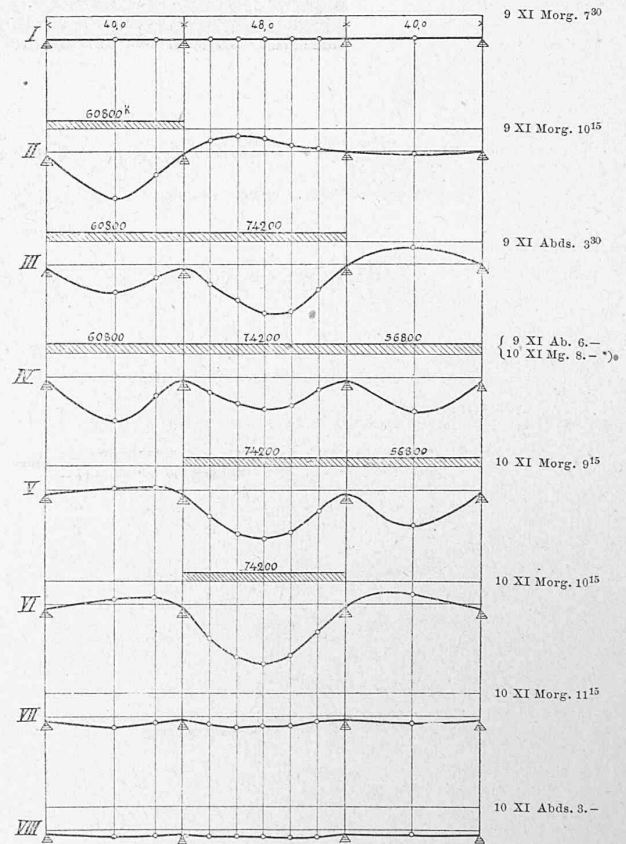 40,0 48,0 40,0 9 XI Morg. 7³⁰
I
60800ᴷ 9 XI Morg. 10¹⁵
II
60800 74200 9 XI Abds. 3³⁰
III
60800 74200 56800 { 9 XI Ab. 6.—
{10 XI Mg. 8.— *)
IV
74200 56800 10 XI Morg. 9¹⁵
V
74200 10 XI Morg. 10¹⁵
VI
10 XI Morg. 11¹⁵
VII
10 XI Abds. 3.—
VIII